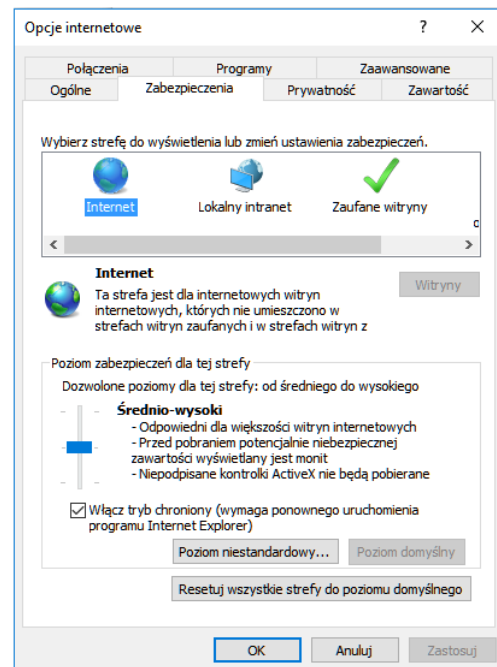 Opcje internetowe
?
Połączenia Programy Zaawansowane
Ogólne Zabezpieczenia Prywatność Zawartość
Wybierz strefę do wyświetlenia lub zmień ustawienia zabezpieczeń.
Internet Lokalny intranet Zaufane witryny
Internet
Witryny
Ta strefa jest dla internetowych witryn
internetowych, których nie umieszczono w
strefach witryn zaufanych i w strefach witryn z
Poziom zabezpieczeń dla tej strefy
Dozwolone poziomy dla tej strefy: od średniego do wysokiego
Średnio-wysoki
- Odpowiedni dla większości witryn internetowych
- Przed pobraniem potencjalnie niebezpiecznej
zawartości wyświetlany jest monit
- Niepodpisane kontrolki ActiveX nie będą pobierane
Włącz tryb chroniony (wymaga ponownego uruchomienia
programu Internet Explorer)
Poziom niestandardowy... Poziom domyślny
Resetuj wszystkie strefy do poziomu domyślnego
OK Anuluj Zastosuj